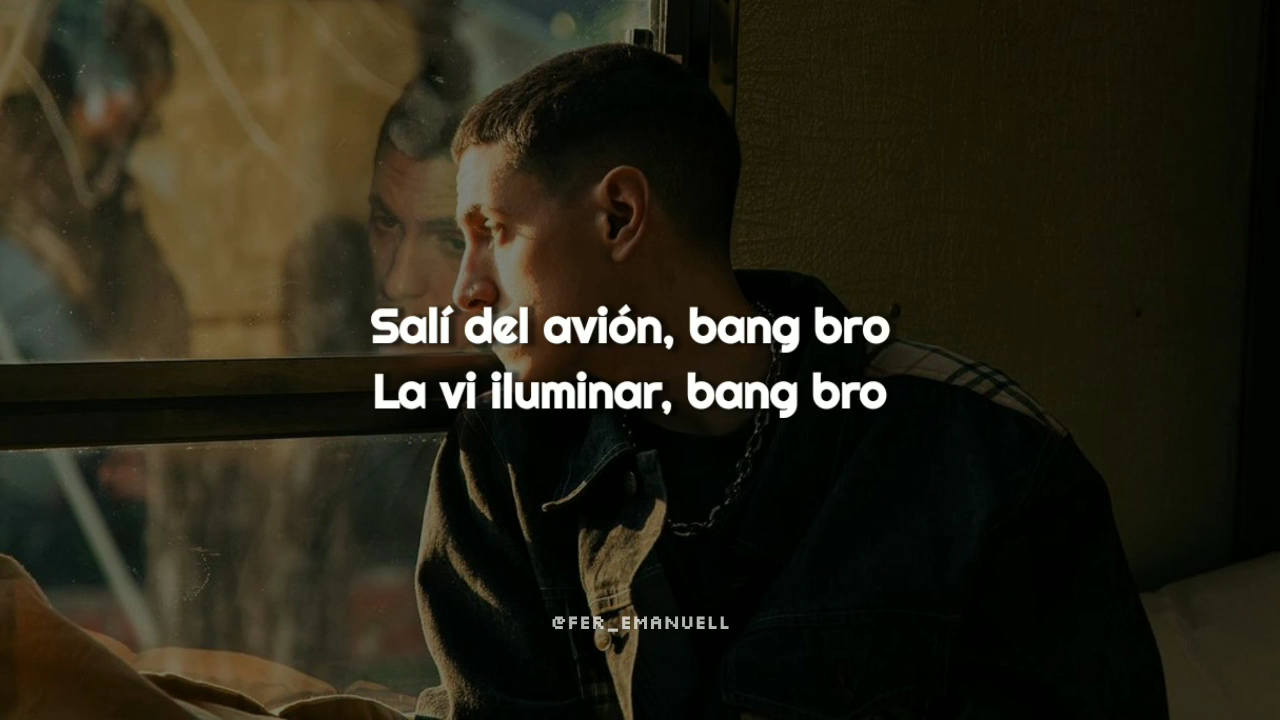 Salí del avión, bang bro
La vi iluminar, bang bro
@FER_EMANUELL